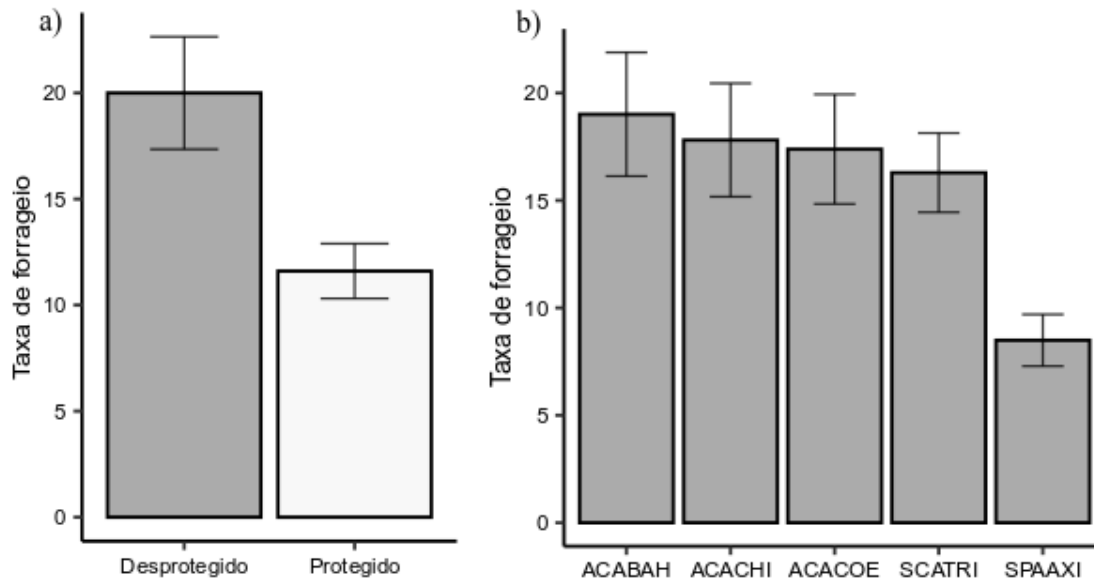 a)
Taxa de forrageio
20
15
10
5
0
Desprotegido Protegido
b)
Taxa de forrageio
20
15
10
5
0
ACABAH ACACHI ACACOE SCATRI SPAAXI